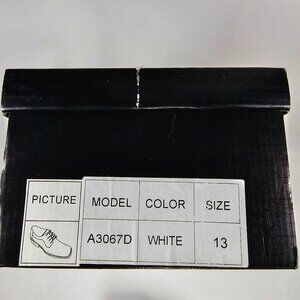 PICTURE MODEL COLOR SIZE
A3067D WHITE 13